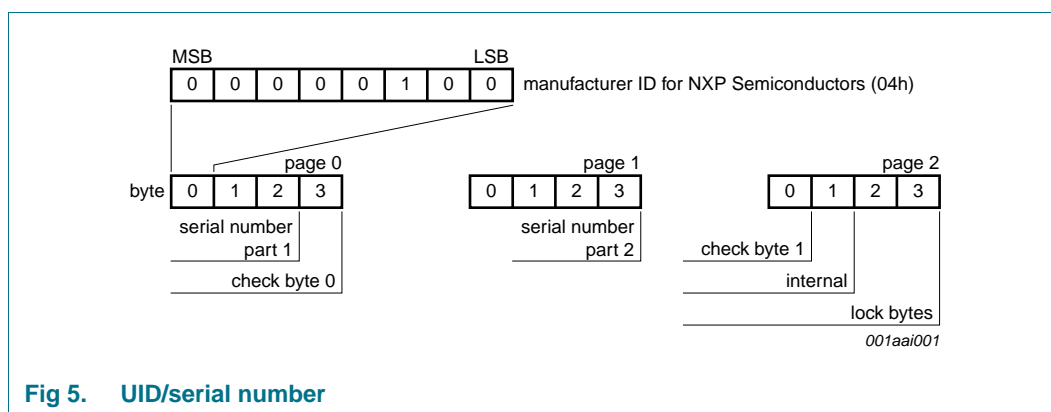 MSB LSB
0 0 0 0 0 1 0 0 manufacturer ID for NXP Semiconductors (04h)
page 0 page 1 page 2
byte 0 1 2 3 0 1 2 3 0 1 2 3
serial number serial number
part 1 part 2 check byte 1
check byte 0 internal
lock bytes
001aai001
Fig 5. UID/serial number